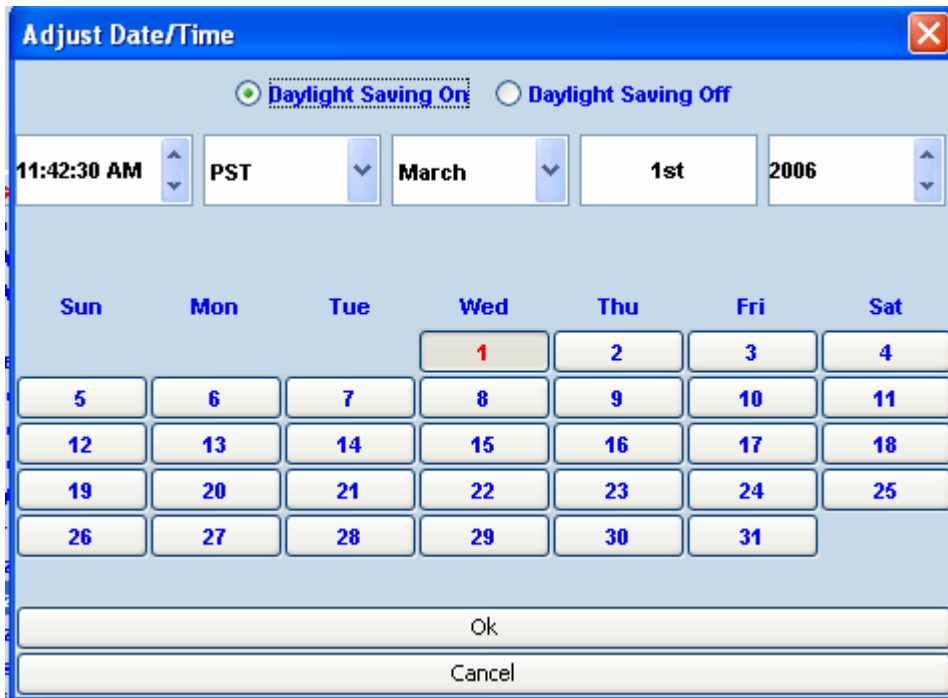 Adjust Date/Time
Daylight Saving On Daylight Saving Off
11:42:30 AM PST March 1st 2006
Sun Mon Tue Wed Thu Fri Sat
1 2 3 4
5 6 7 8 9 10 11
12 13 14 15 16 17 18
19 20 21 22 23 24 25
26 27 28 29 30 31
Ok
Cancel